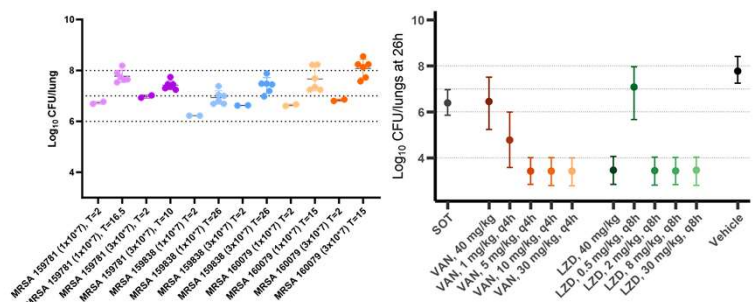 Log10 CFU/lung
10
8
6
4
MRSA 159781 (1x10^7), T=2
MRSA 159781 (1x10^7), T=16.5
MRSA 159781 (3x10^7), T=2
MRSA 159781 (3x10^7), T=10
MRSA 159838 (1x10^7) T=2
MRSA 159838 (1x10^7) T=26
MRSA 159838 (3x10^7) T=2
MRSA 159838 (3x10^7) T=26
MRSA 160079 (1x10^7) T=2
MRSA 160079 (1x10^7) T=15
MRSA 160079 (3x10^7) T=2
MRSA 160079 (3x10^7) T=15
Log10 CFU/lungs at 26h
10
8
6
4
SOT
VAN, 40 mg/kg
VAN, 1 mg/kg, q4h
VAN, 5 mg/kg, q4h
VAN, 10 mg/kg, q4h
VAN, 30 mg/kg, q4h
LZD, 40 mg/kg
LZD, 0.5 mg/kg, q8h
LZD, 2 mg/kg, q8h
LZD, 8 mg/kg, q8h
LZD, 30 mg/kg, q8h
Vehicle